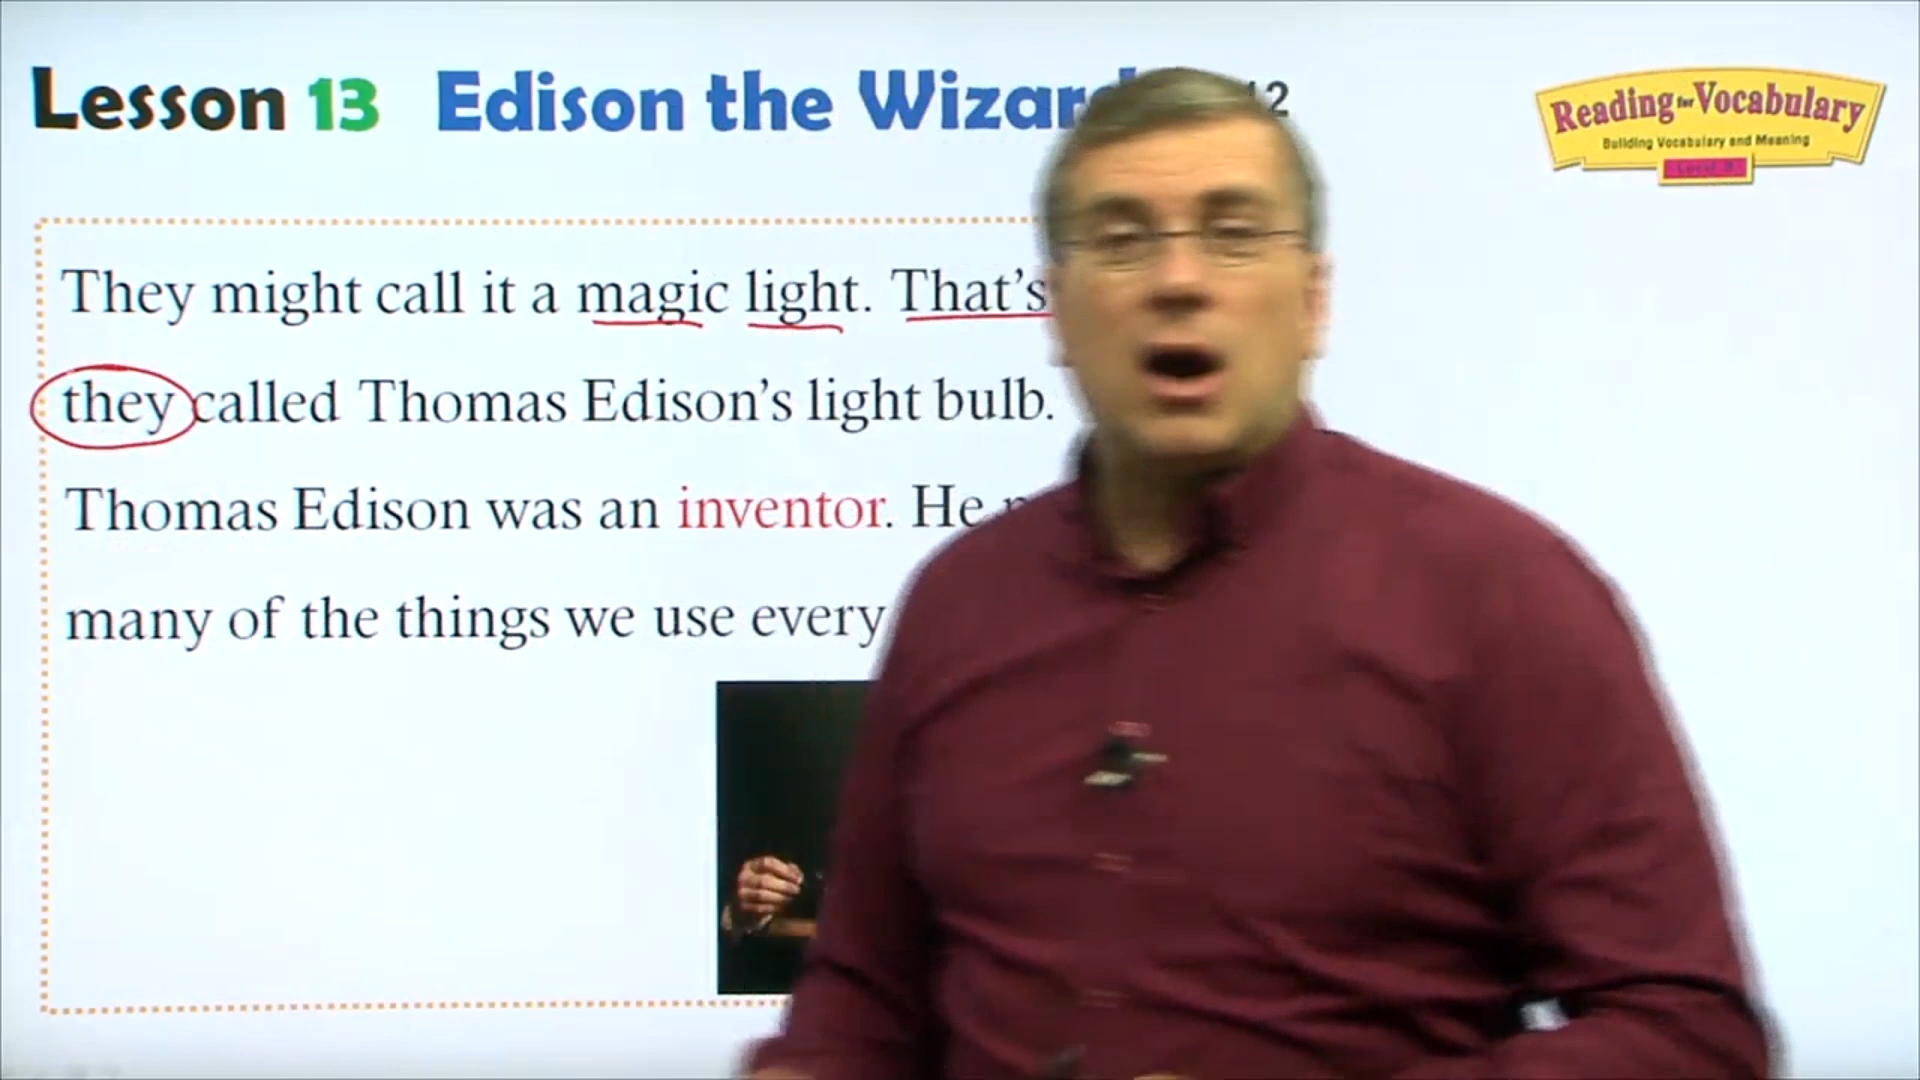 Lesson 13 Edison the Wizard 12
Reading for Vocabulary
Building Vocabulary and Meaning
They might call it a magic light. That's
they called Thomas Edison's light bulb.
Thomas Edison was an inventor. He
many of the things we use every